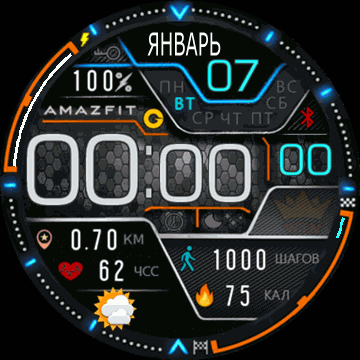 ЯНВАРЬ
100%
07
ПН ВС
ВТ СБ
СР ЧТ ПТ
AMAZFIT
00:00
00
0.70 КМ
62 ЧСС
1000 ШАГОВ
75 КАЛ